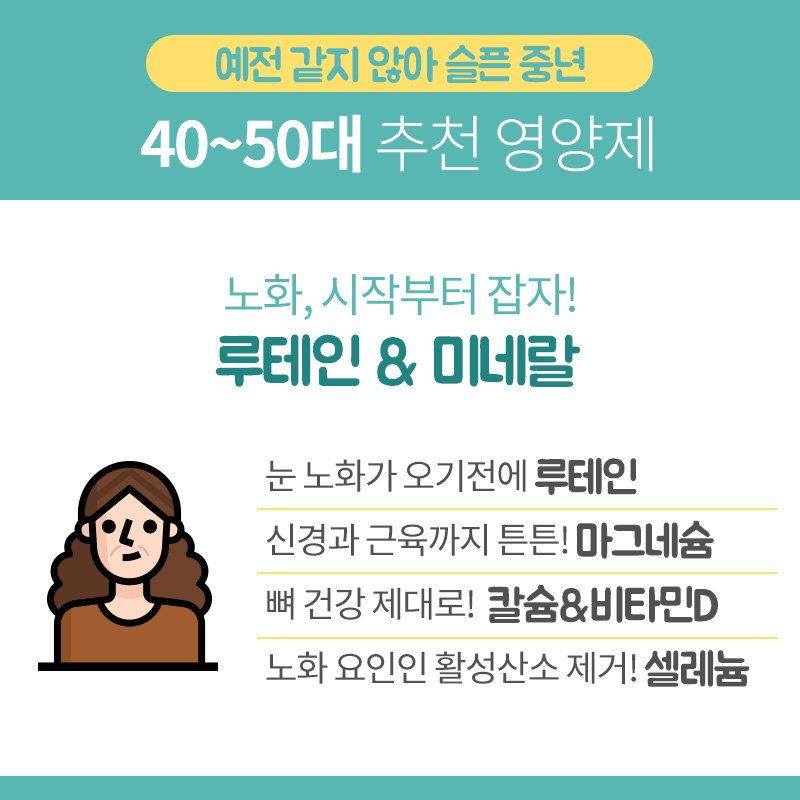 예전 같지 않아 슬픈 중년
40~50대 추천 영양제
노화, 시작부터 잡자!
루테인 & 미네랄
눈 노화가 오기전에 루테인
신경과 근육까지 튼튼! 마그네슘
뼈 건강 제대로! 칼슘&비타민D
노화 요인인 활성산소 제거! 셀레늄